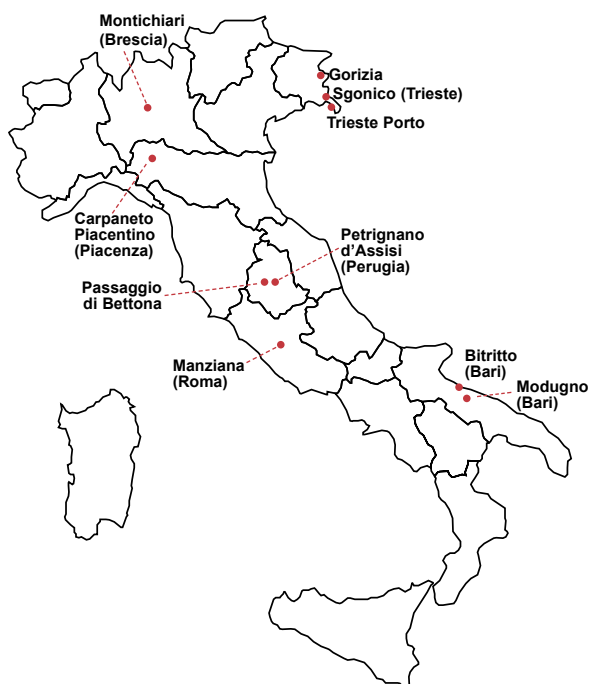 Montichiari
(Brescia)
Gorizia
Sgonico (Trieste)
Trieste Porto
Carpaneto
Piacentino
(Piacenza)
Petrignano
d'Assisi
(Perugia)
Passaggio
di Bettona
Manziana
(Roma)
Bitritto
(Bari)
Modugno
(Bari)